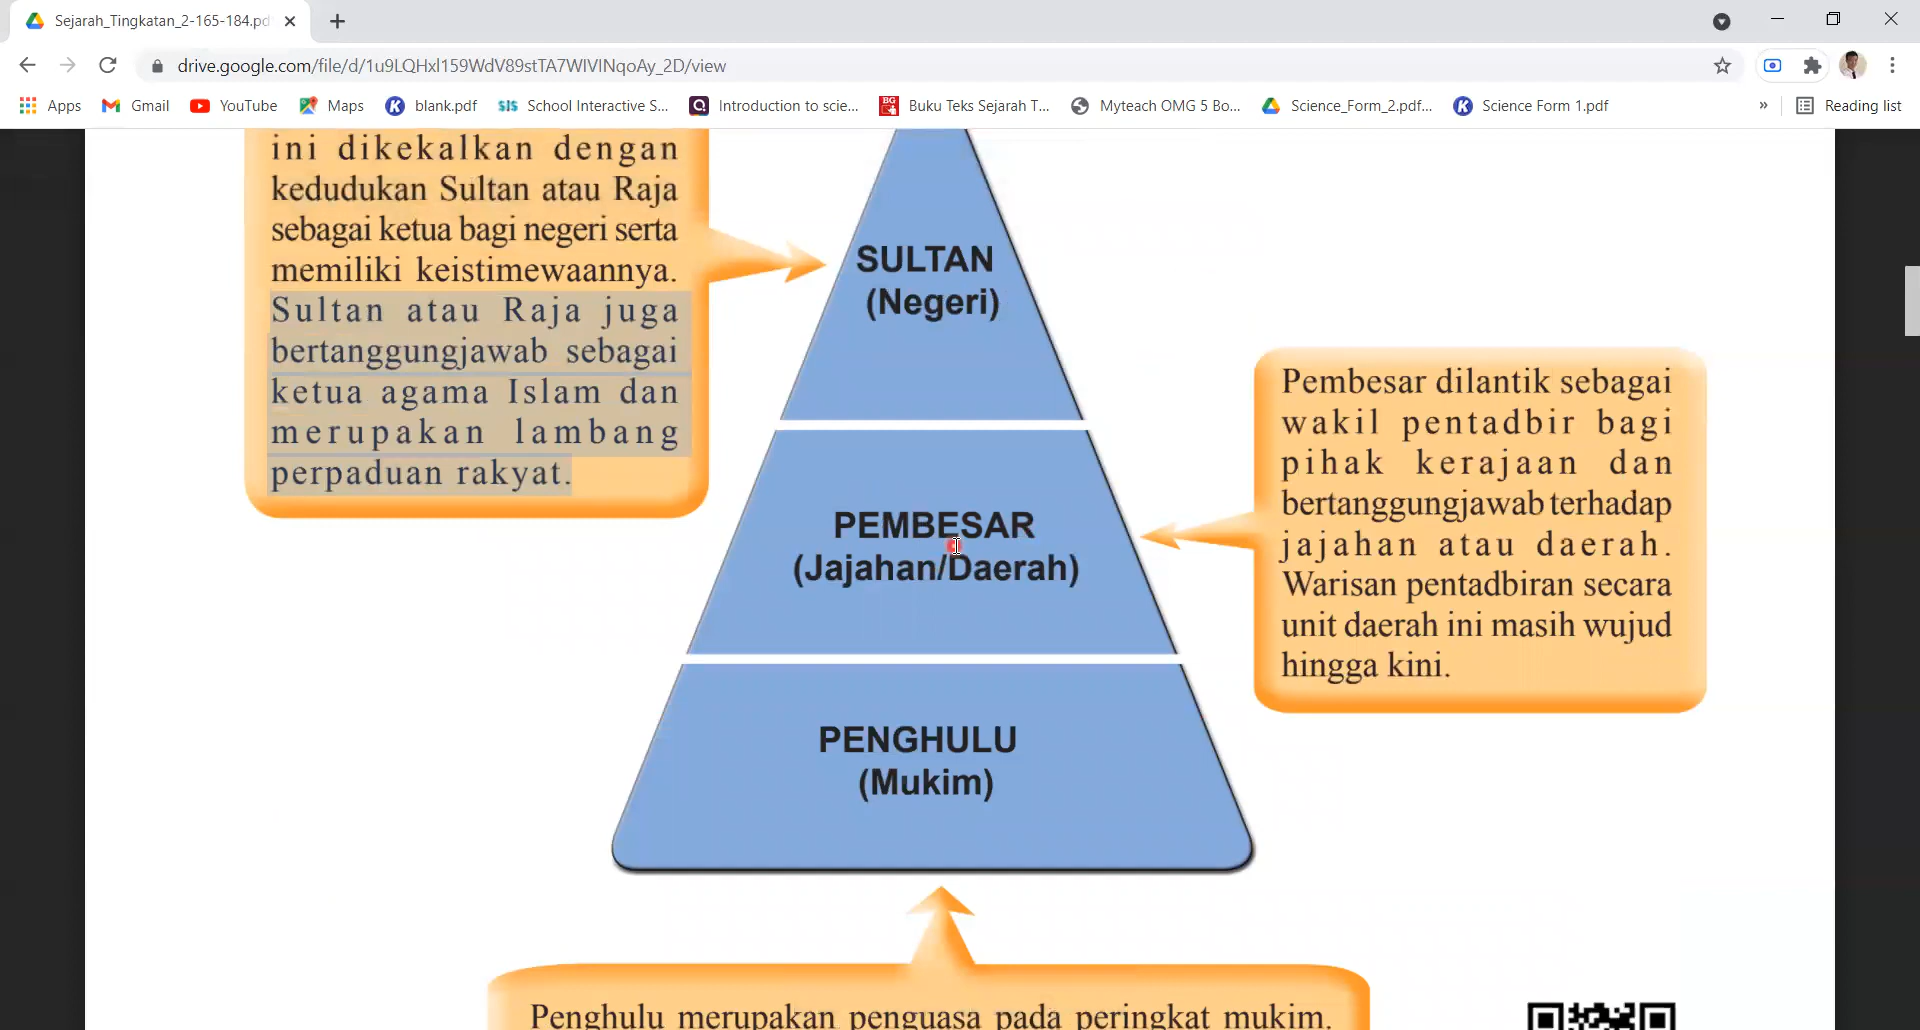 Sejarah_Tingkatan_2-165-184.pd
drive.google.com/file/d/1u9LQHxl159WdV89stTA7WIVINqoAy_2D/view
Apps Gmail YouTube Maps blank.pdf SIS School Interactive S... Introduction to scie... BG Buku Teks Sejarah T... Myteach OMG 5 Bo... Science_Form_2.pdf... Science Form 1.pdf » Reading list
ini dikekalkan dengan
kedudukan Sultan atau Raja
sebagai ketua bagi negeri serta
memiliki keistimewaannya.
Sultan atau Raja juga
bertanggungjawab sebagai
ketua agama Islam dan
merupakan lambang
perpaduan rakyat.
SULTAN
(Negeri)
Pembesar dilantik sebagai
wakil pentadbir bagi
pihak kerajaan dan
bertanggungjawab terhadap
jajahan atau daerah.
Warisan pentadbiran secara
unit daerah ini masih wujud
hingga kini.
PEMBESAR
(Jajahan/Daerah)
PENGHULU
(Mukim)
Penghulu merupakan penguasa pada peringkat mukim.